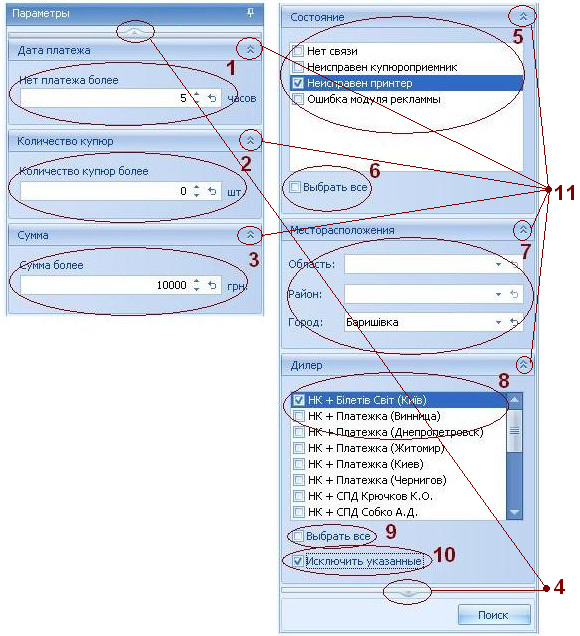 Параметры
Дата платежа
1
Нет платежа более
5 часов
Количество купюр
2
Количество купюр более
0 шт.
Сумма
3
Сумма более
10000 грн.
Состояние
5
Нет связи
Неисправен купюроприемник
Неисправен принтер
Ошибка модуля рекламмы
6
Выбрать все
11
Месторасположения
7
Область:
Район:
Город: Баришівка
Дилер
8
НК + Білетів Світ (Київ)
НК + Платежка (Винница)
НК + Платежка (Днепропетровск)
НК + Платежка (Житомир)
НК + Платежка (Киев)
НК + Платежка (Чернигов)
НК + СПД Крючков К.О.
НК + СПД Собко А.Д.
9
Выбрать все
10
Исключить указанные
4
Поиск